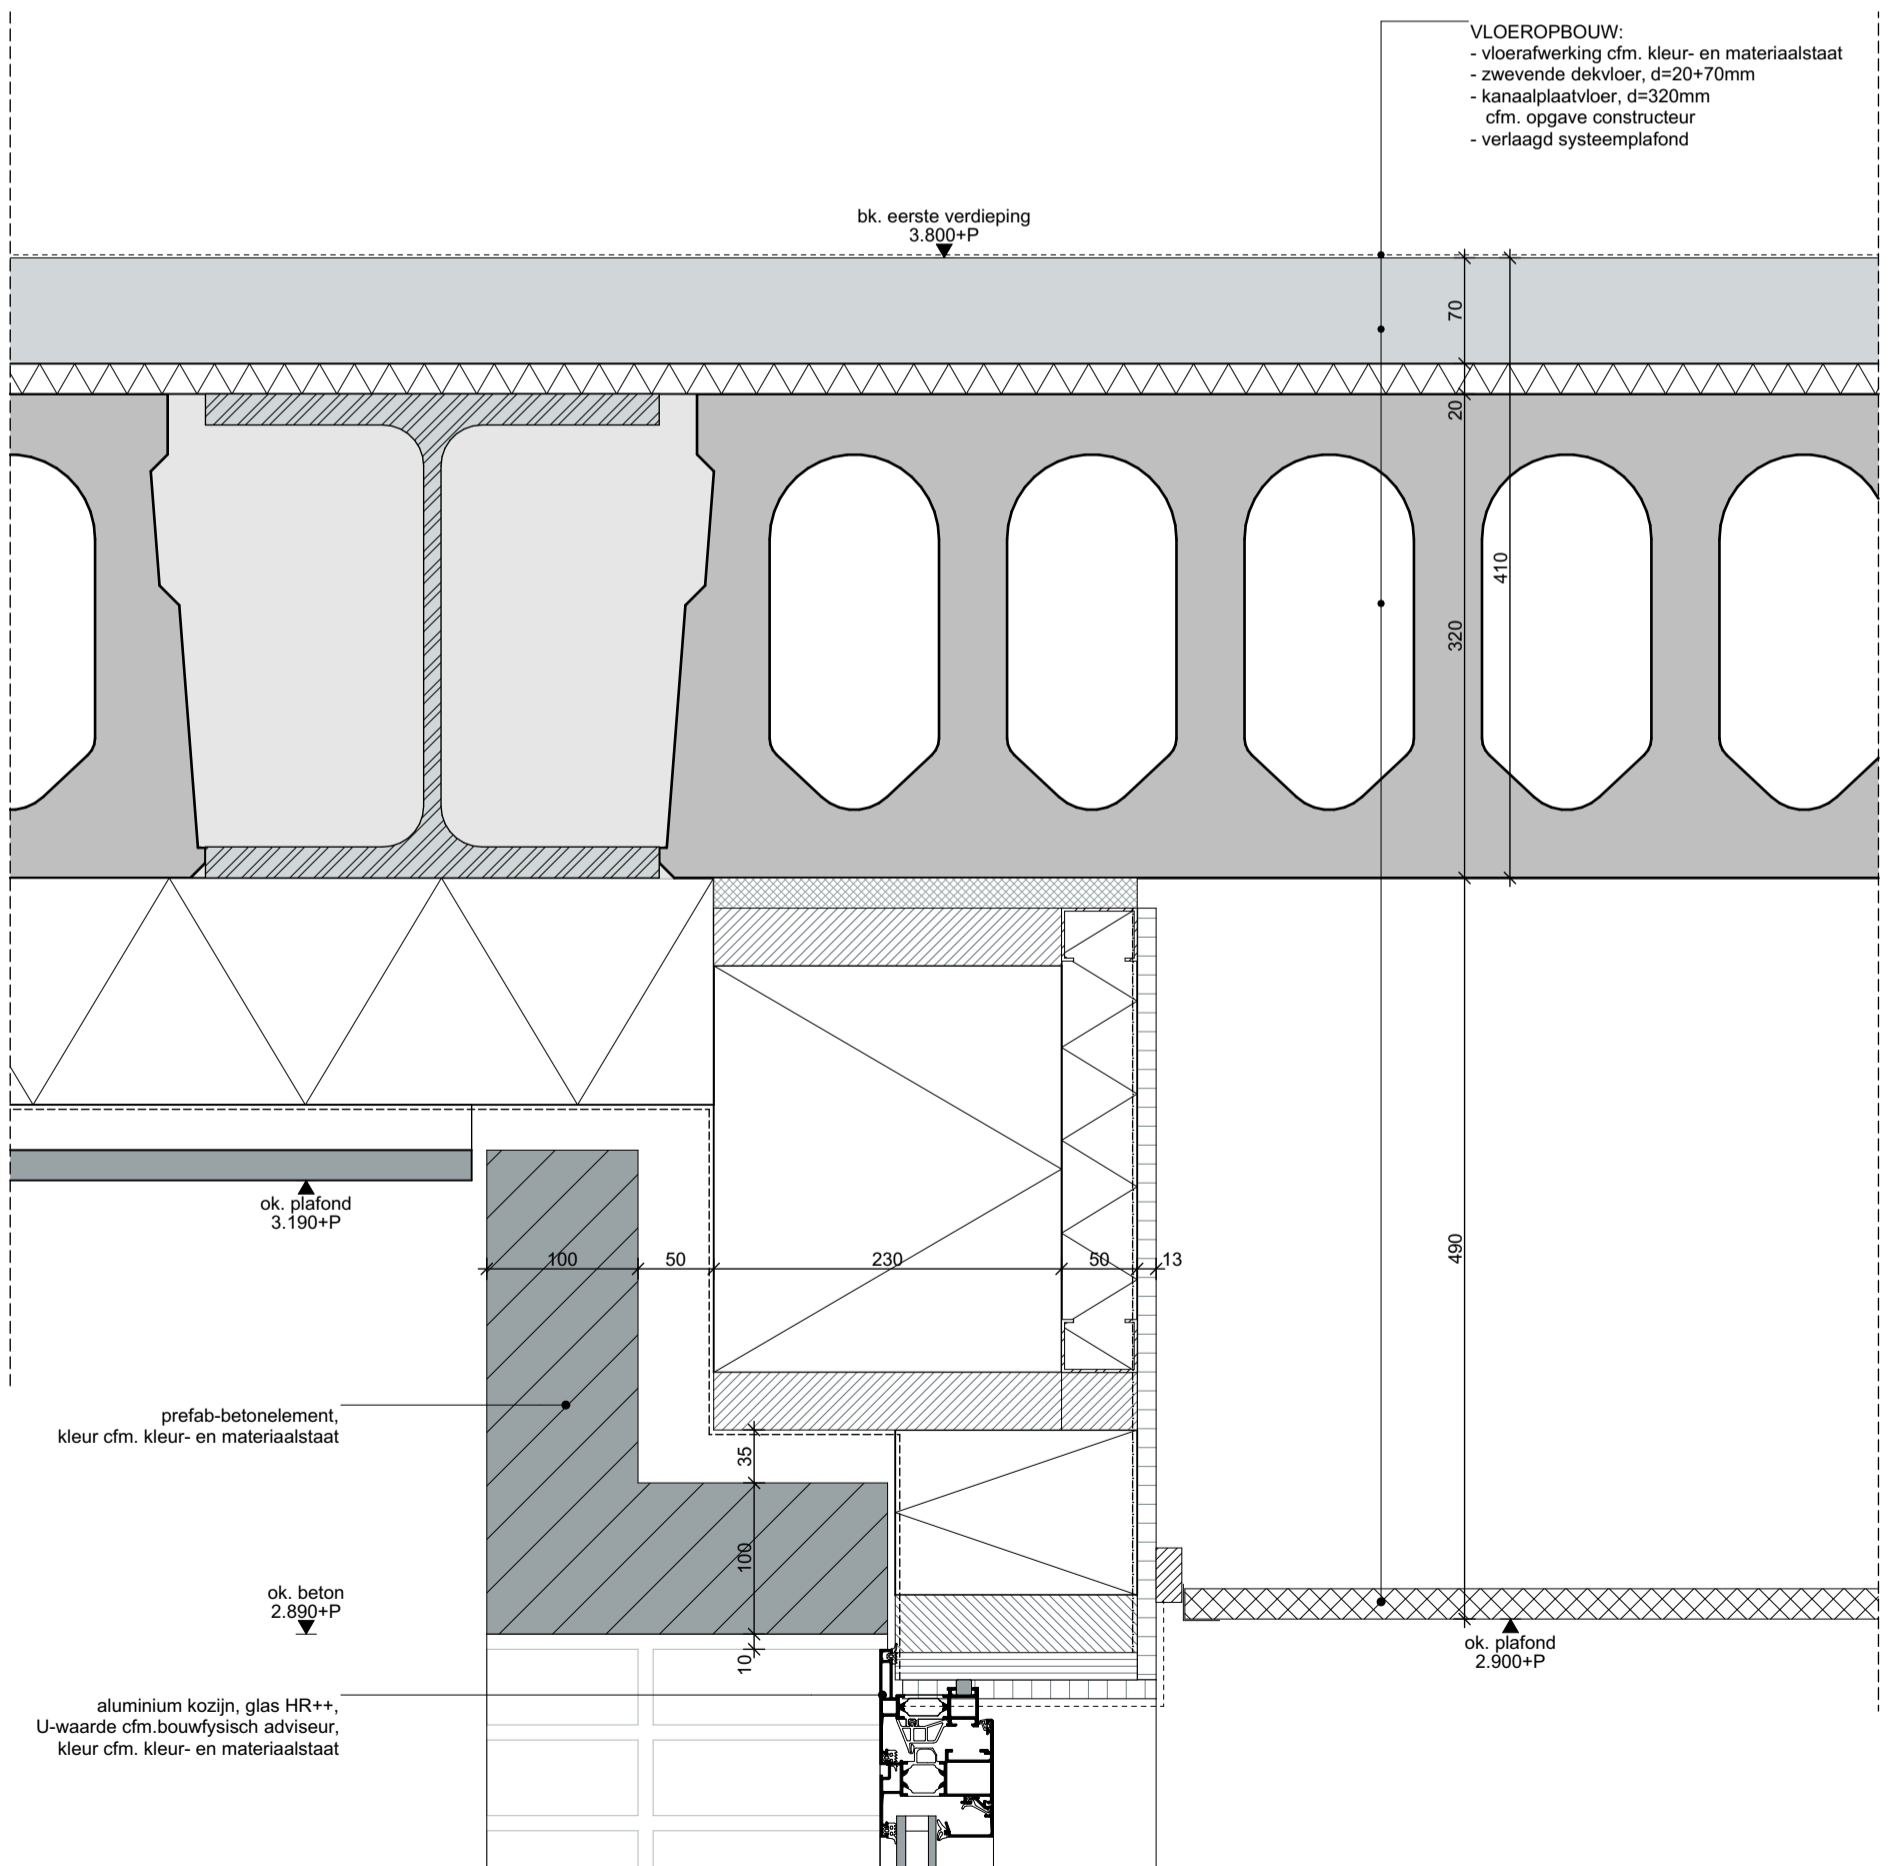 VLOEROPBOUW:
- vloerafwerking cfm. kleur- en materiaalstaat
- zwevende dekvloer, d=20+70mm
- kanaalplaatvloer, d=320mm
cfm. opgave constructeur
- verlaagd systeemplafond
bk. eerste verdieping
3.800+P
70
20
410
320
ok. plafond
3.190+P
100
50
230
50
13
490
prefab-betonelement,
kleur cfm. kleur- en materiaalstaat
35
100
ok. beton
2.890+P
10
ok. plafond
2.900+P
aluminium kozijn, glas HR++,
U-waarde cfm.bouwfysisch adviseur,
kleur cfm. kleur- en materiaalstaat